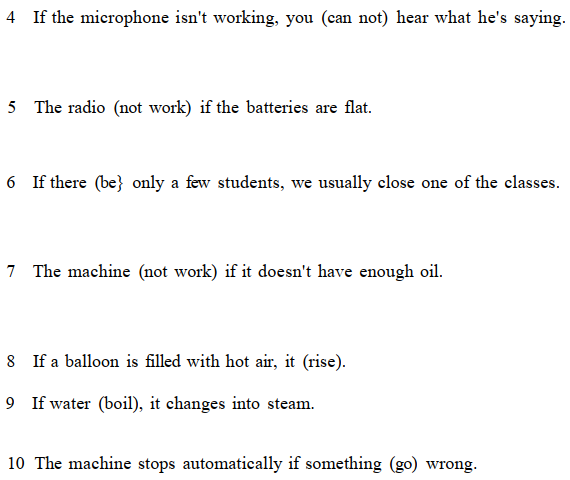 4 If the microphone isn't working, you (can not) hear what he's saying.
5 The radio (not work) if the batteries are flat.
6 If there (be} only a few students, we usually close one of the classes.
7 The machine (not work) if it doesn't have enough oil.
8 If a balloon is filled with hot air, it (rise).
9 If water (boil), it changes into steam.
10 The machine stops automatically if something (go) wrong.